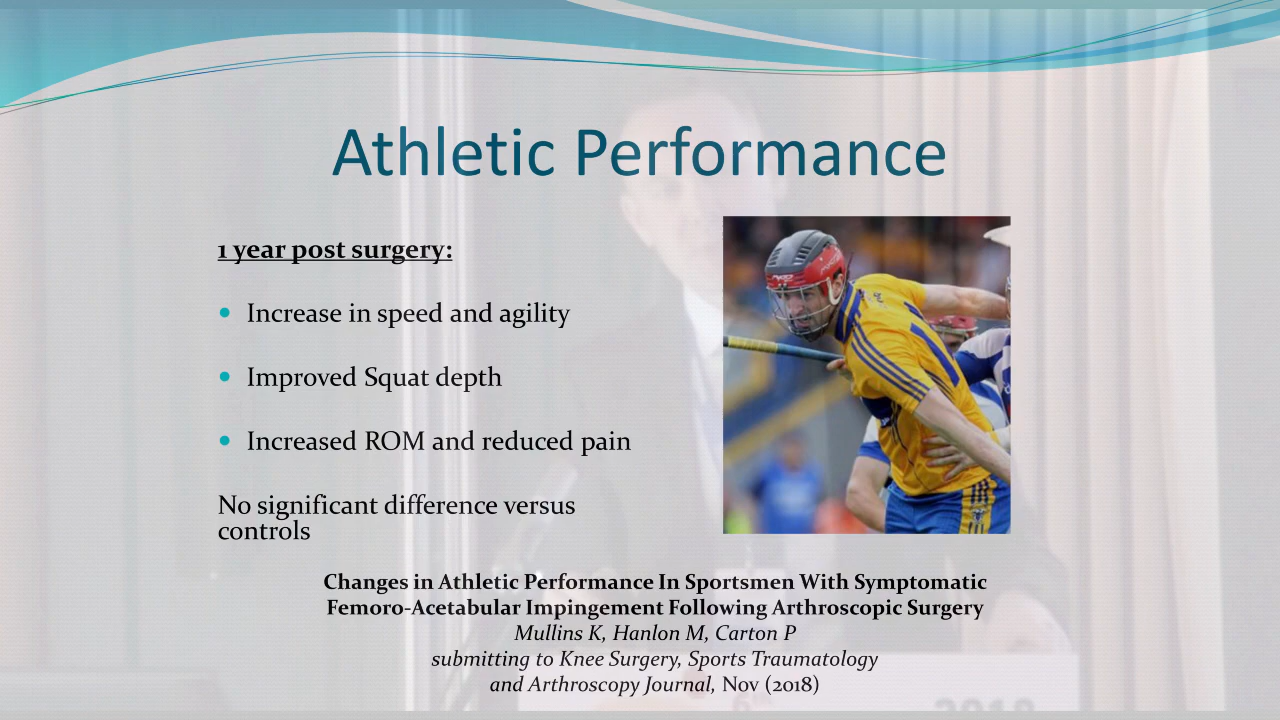 Athletic Performance
1 year post surgery:
Increase in speed and agility
Improved Squat depth
Increased ROM and reduced pain
No significant difference versus
controls
Changes in Athletic Performance In Sportsmen With Symptomatic
Femoro-Acetabular Impingement Following Arthroscopic Surgery
Mullins K, Hanlon M, Carton P
submitting to Knee Surgery, Sports Traumatology
and Arthroscopy Journal, Nov (2018)